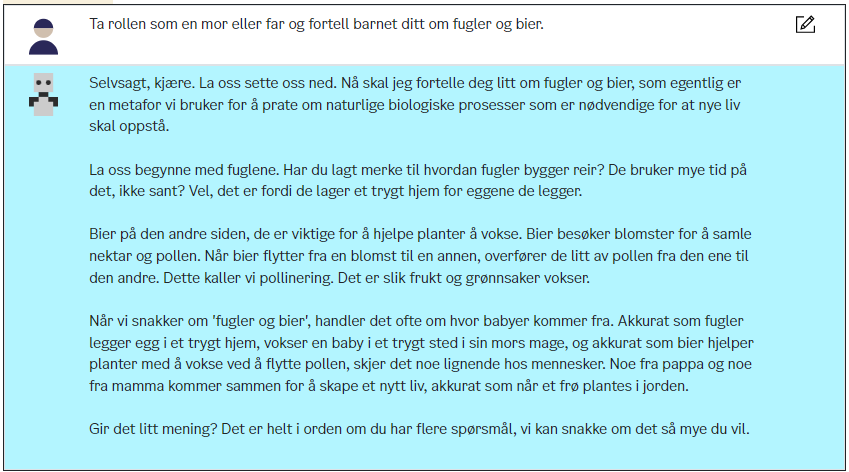 Ta rollen som en mor eller far og fortell barnet ditt om fugler og bier.
Selvsagt, kjære. La oss sette oss ned. Nå skal jeg fortelle deg litt om fugler og bier, som egentlig er
en metafor vi bruker for å prate om naturlige biologiske prosesser som er nødvendige for at nye liv
skal oppstå.
La oss begynne med fuglene. Har du lagt merke til hvordan fugler bygger reir? De bruker mye tid på
det, ikke sant? Vel, det er fordi de lager et trygt hjem for eggene de legger.
Bier på den andre siden, de er viktige for å hjelpe planter å vokse. Bier besøker blomster for å samle
nektar og pollen. Når bier flytter fra en blomst til en annen, overfører de litt av pollen fra den ene til
den andre. Dette kaller vi pollinering. Det er slik frukt og grønnsaker vokser.
Når vi snakker om 'fugler og bier', handler det ofte om hvor babyer kommer fra. Akkurat som fugler
legger egg i et trygt hjem, vokser en baby i et trygt sted i sin mors mage, og akkurat som bier hjelper
planter med å vokse ved å flytte pollen, skjer det noe lignende hos mennesker. Noe fra pappa og noe
fra mamma kommer sammen for å skape et nytt liv, akkurat som når et frø plantes i jorden.
Gir det litt mening? Det er helt i orden om du har flere spørsmål, vi kan snakke om det så mye du vil.